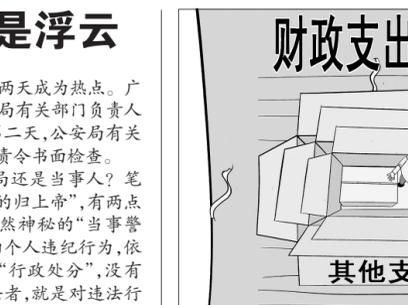 是浮云
两天成为热点。广
局有关部门负责人
二天，公安局有关
责令书面检查。
局还是当事人？笔
的归上帝”，有两点
然神秘的“当事警
个人违纪行为，依
“行政处分”，没有
者，就是对违法行
财政支出
其他支